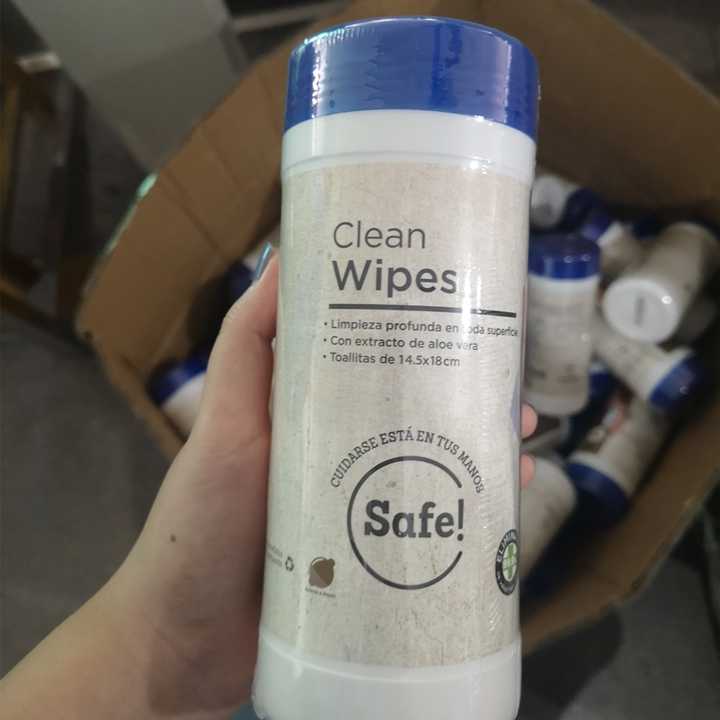 Clean
Wipes
• Limpieza profunda en toda superficie
• Con extracto de aloe vera
• Toallitas de 14.5x18cm
CUIDARSE ESTÁ EN TUS MANOS
Safe!